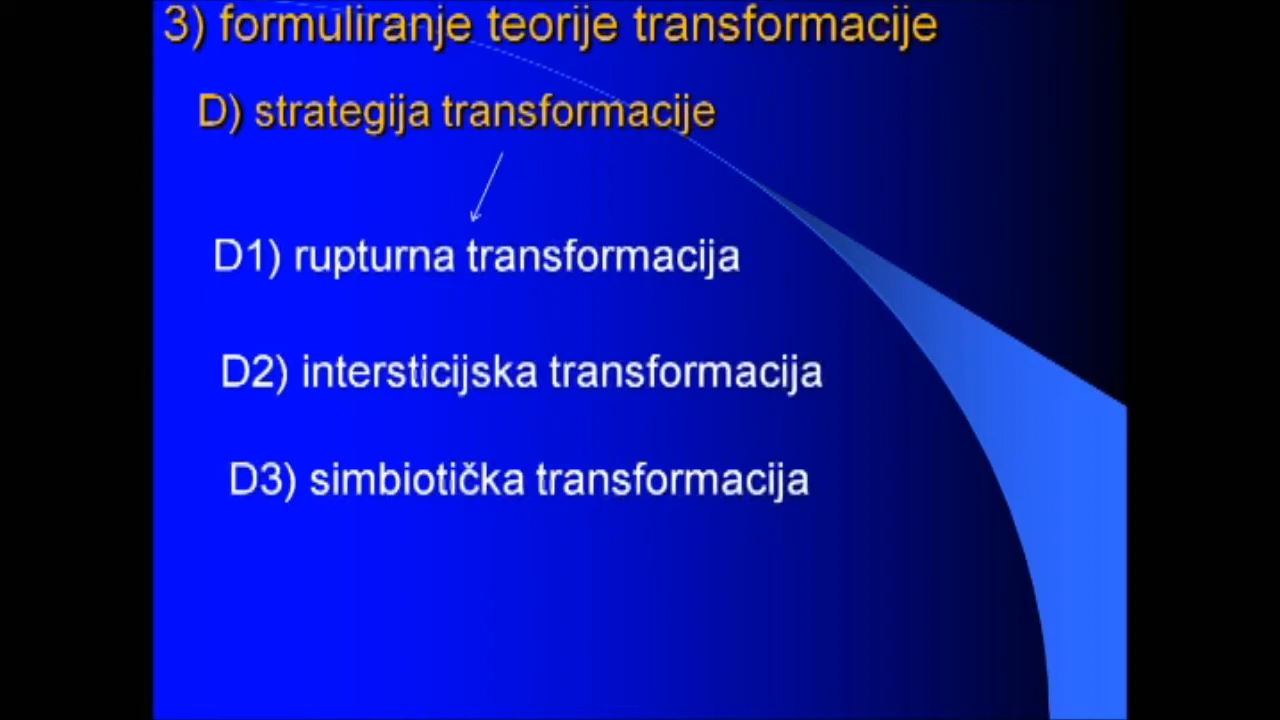 3) formuliranje teorije transformacije
D) strategija transformacije
D1) rupturna transformacija
D2) intersticijska transformacija
D3) simbiotička transformacija